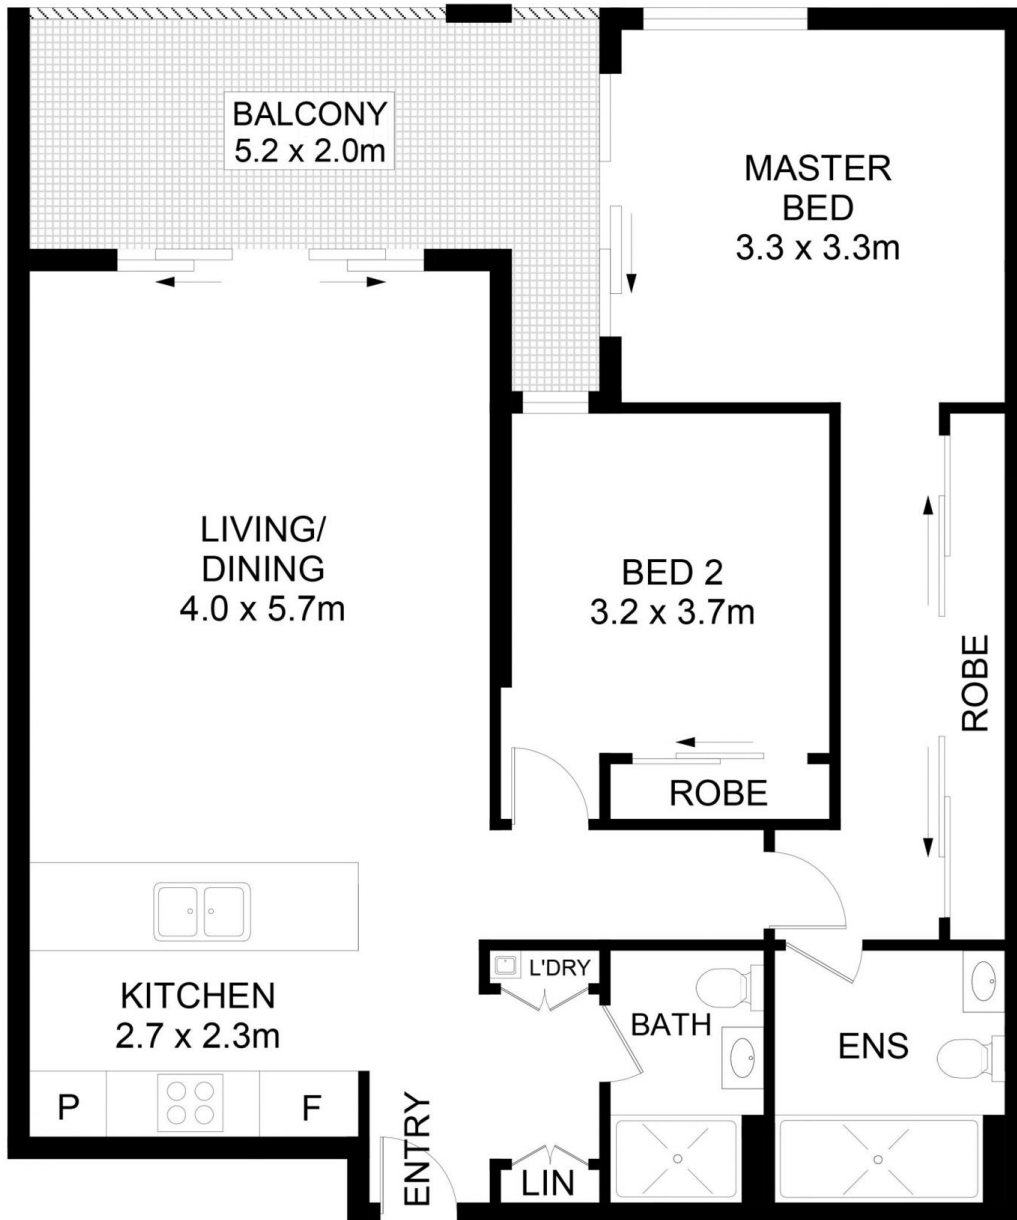 BALCONY
5.2 x 2.0m
MASTER
BED
3.3 x 3.3m
LIVING/
DINING
4.0 x 5.7m
BED 2
3.2 x 3.7m
ROBE
ROBE
KITCHEN
2.7 x 2.3m
L'DRY
BATH
ENS
P
F
ENTRY
LIN